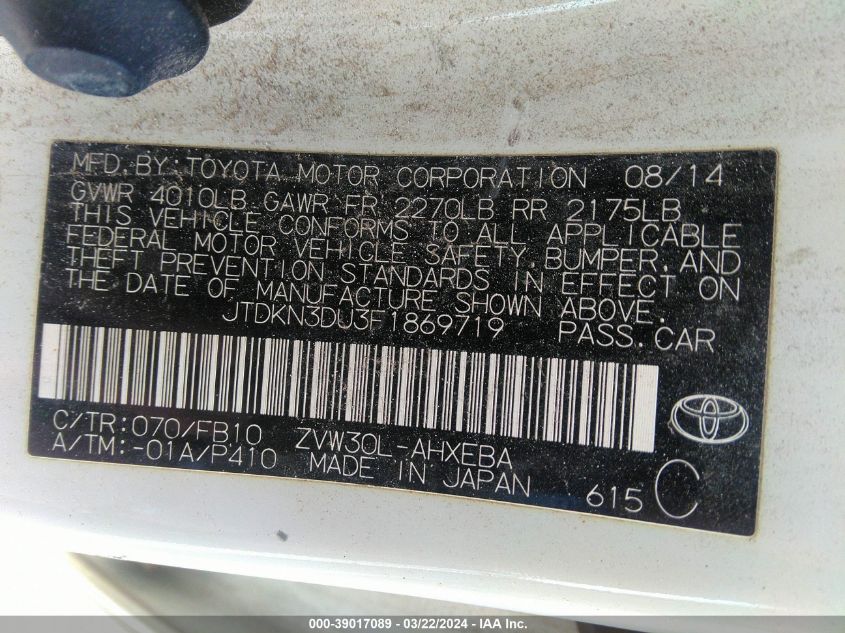 MFD.BY:TOYOTA MOTOR CORPORATION 08/14
GVWR 4010LB GAWR FR 2270LB RR 2175LB
THIS VEHICLE CONFORMS TO ALL APPLICABLE
FEDERAL MOTOR VEHICLE SAFETY,BUMPER,AND
THEFT PREVENTION STANDARDS IN EFFECT ON
THE DATE OF MANUFACTURE SHOWN ABOVE.
JTDKN3DU3F1869719 PASS.CAR
C/TR:070/FB10 ZVW30L-AHXEBA
A/TM:-01A/P410 MADE IN JAPAN 615 C
000-39017089 - 03/22/2024 - IAA Inc.